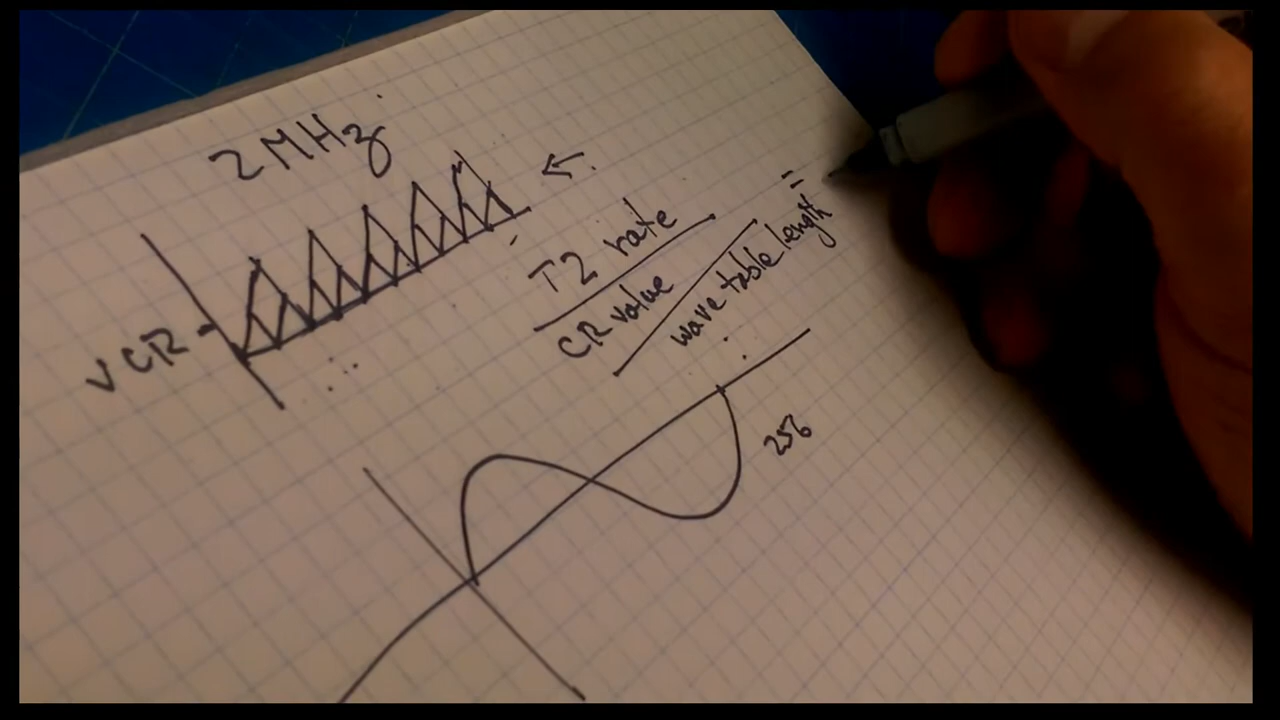 2MHz
VCR
T2 rate
CR value
wave table length =
256